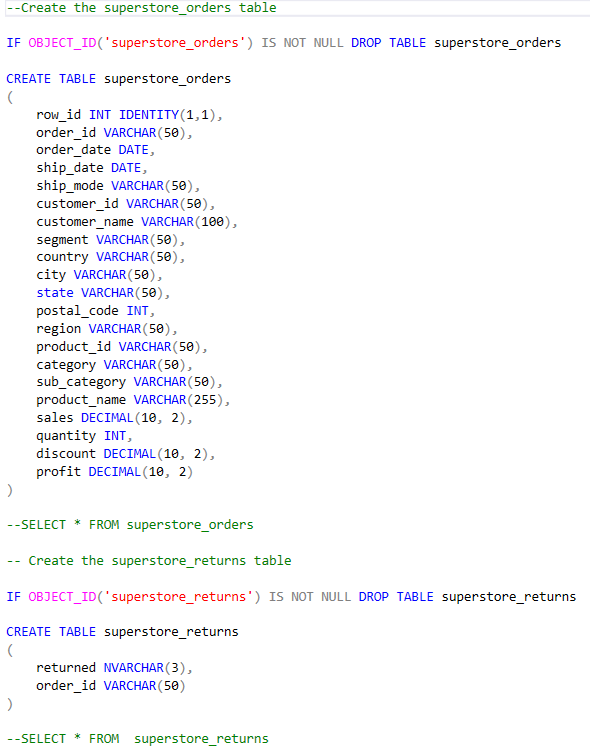 --Create the superstore_orders table
IF OBJECT_ID('superstore_orders') IS NOT NULL DROP TABLE superstore_orders
CREATE TABLE superstore_orders
(
row_id INT IDENTITY(1,1),
order_id VARCHAR(50),
order_date DATE,
ship_date DATE,
ship_mode VARCHAR(50),
customer_id VARCHAR(50),
customer_name VARCHAR(100),
segment VARCHAR(50),
country VARCHAR(50),
city VARCHAR(50),
state VARCHAR(50),
postal_code INT,
region VARCHAR(50),
product_id VARCHAR(50),
category VARCHAR(50),
sub_category VARCHAR(50),
product_name VARCHAR(255),
sales DECIMAL(10, 2),
quantity INT,
discount DECIMAL(10, 2),
profit DECIMAL(10, 2)
)
--SELECT * FROM superstore_orders
-- Create the superstore_returns table
IF OBJECT_ID('superstore_returns') IS NOT NULL DROP TABLE superstore_returns
CREATE TABLE superstore_returns
(
returned NVARCHAR(3),
order_id VARCHAR(50)
)
--SELECT * FROM  superstore_returns